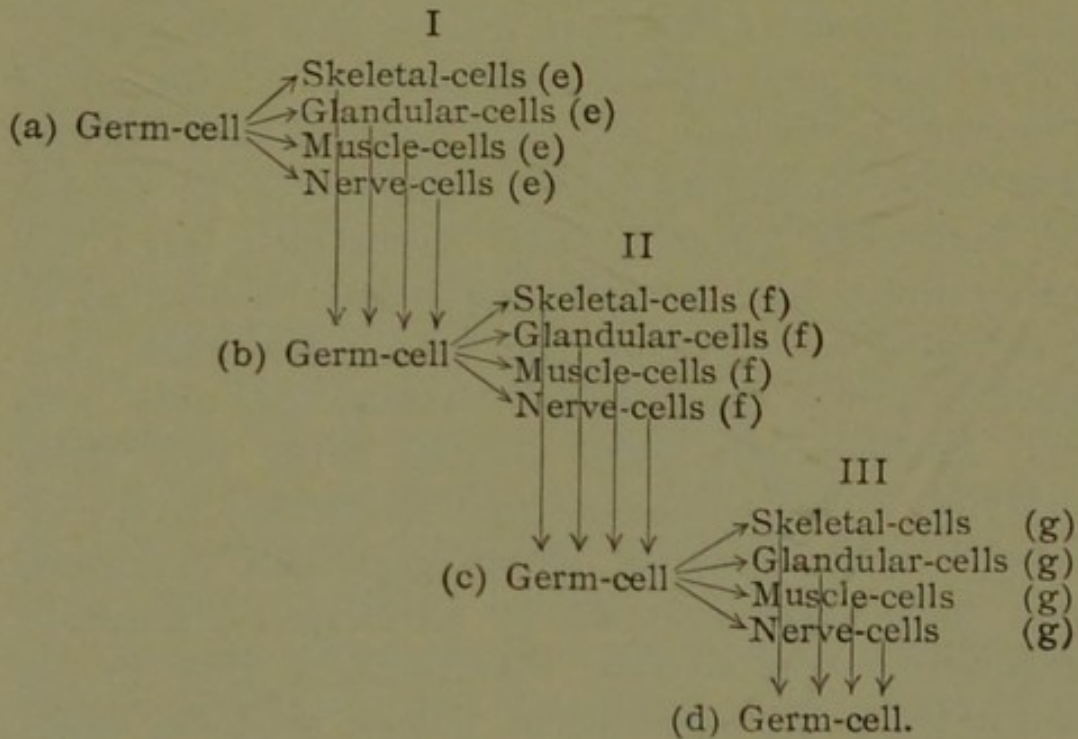 I
Skeletal-cells (e)
Glandular-cells (e)
(a) Germ-cell
Muscle-cells (e)
Nerve-cells (e)
II
Skeletal-cells (f)
Glandular-cells (f)
(b) Germ-cell
Muscle-cells (f)
Nerve-cells (f)
III
Skeletal-cells (g)
Glandular-cells (g)
(c) Germ-cell
Muscle-cells (g)
Nerve-cells (g)
(d) Germ-cell.